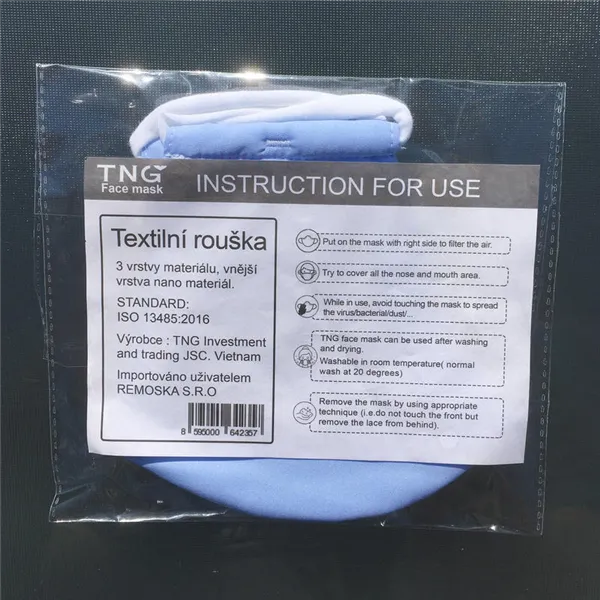 TNG
Face mask
INSTRUCTION FOR USE
Textilní rouška
3 vrstvy materiálu, vnější
vrstva nano materiál.
STANDARD:
ISO 13485:2016
Výrobce : TNG Investment
and trading JSC. Vietnam
Importováno uživatelem
REMOSKA S.R.O
8 595000 642357
Put on the mask with right side to filter the air.
Try to cover all the nose and mouth area.
While in use, avoid touching the mask to spread
the virus/bacterial/dust/...
TNG face mask can be used after washing
and drying.
Washable in room temperature( normal
wash at 20 degrees)
Remove the mask by using appropriate
technique (i.e.do not touch the front but
remove the lace from behind).